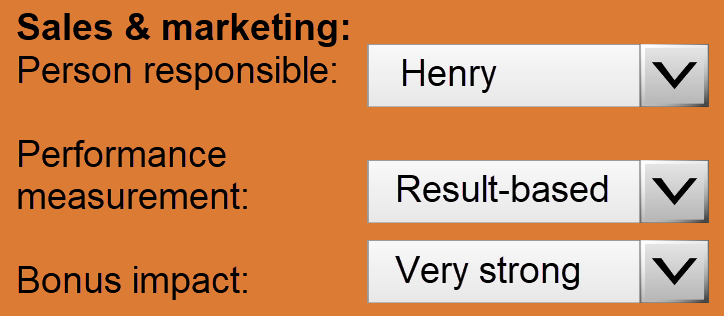 Sales & marketing:
Person responsible: Henry
Performance
measurement: Result-based
Bonus impact: Very strong